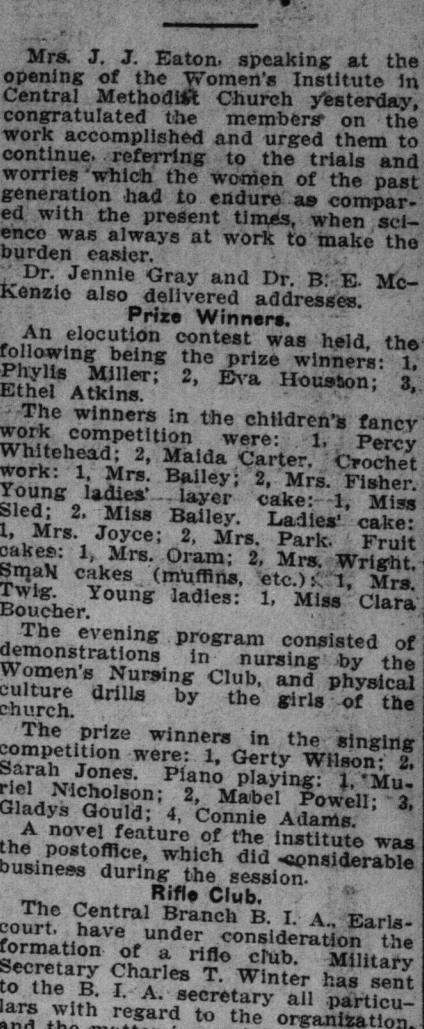 Mrs. J. J. Eaton, speaking at the
opening of the Women's Institute in
Central Methodist Church yesterday,
congratulated the members on the
work accomplished and urged them to
continue, referring to the trials and
worries which the women of the past
generation had to endure as compar-
ed with the present times, when sci-
ence was always at work to make the
burden easier.
Dr. Jennie Gray and Dr. B. E. Mc-
Kenzie also delivered addresses.
Prize Winners.
An elocution contest was held, the
following being the prize winners: 1,
Phylis Miller; 2, Eva Houston; 3,
Ethel Atkins.
The winners in the children's fancy
work competition were: 1, Percy
Whitehead; 2, Maida Carter. Crochet
work: 1, Mrs. Bailey; 2, Mrs. Fisher.
Young ladies' layer cake: 1, Miss
Sled; 2. Miss Bailey. Ladies' cake:
1, Mrs. Joyce; 2, Mrs. Park. Fruit
cakes: 1, Mrs. Oram; 2, Mrs. Wright.
Small cakes (muffins, etc.): 1, Mrs.
Twig. Young ladies: 1, Miss Clara
Boucher.
The evening program consisted of
demonstrations in nursing by the
Women's Nursing Club, and physical
culture drills by the girls of the
church.
The prize winners in the singing
competition were: 1, Gerty Wilson; 2,
Sarah Jones. Piano playing: 1, Mu-
riel Nicholson; 2, Mabel Powell; 3,
Gladys Gould; 4, Connie Adams.
A novel feature of the institute was
the postoffice, which did considerable
business during the session.
Rifle Club.
The Central Branch B. I. A., Earls-
court, have under consideration the
formation of a rifle club. Military
Secretary Charles T. Winter has sent
to the B. I. A. secretary all particu-
lars with regard to the organization,
and the